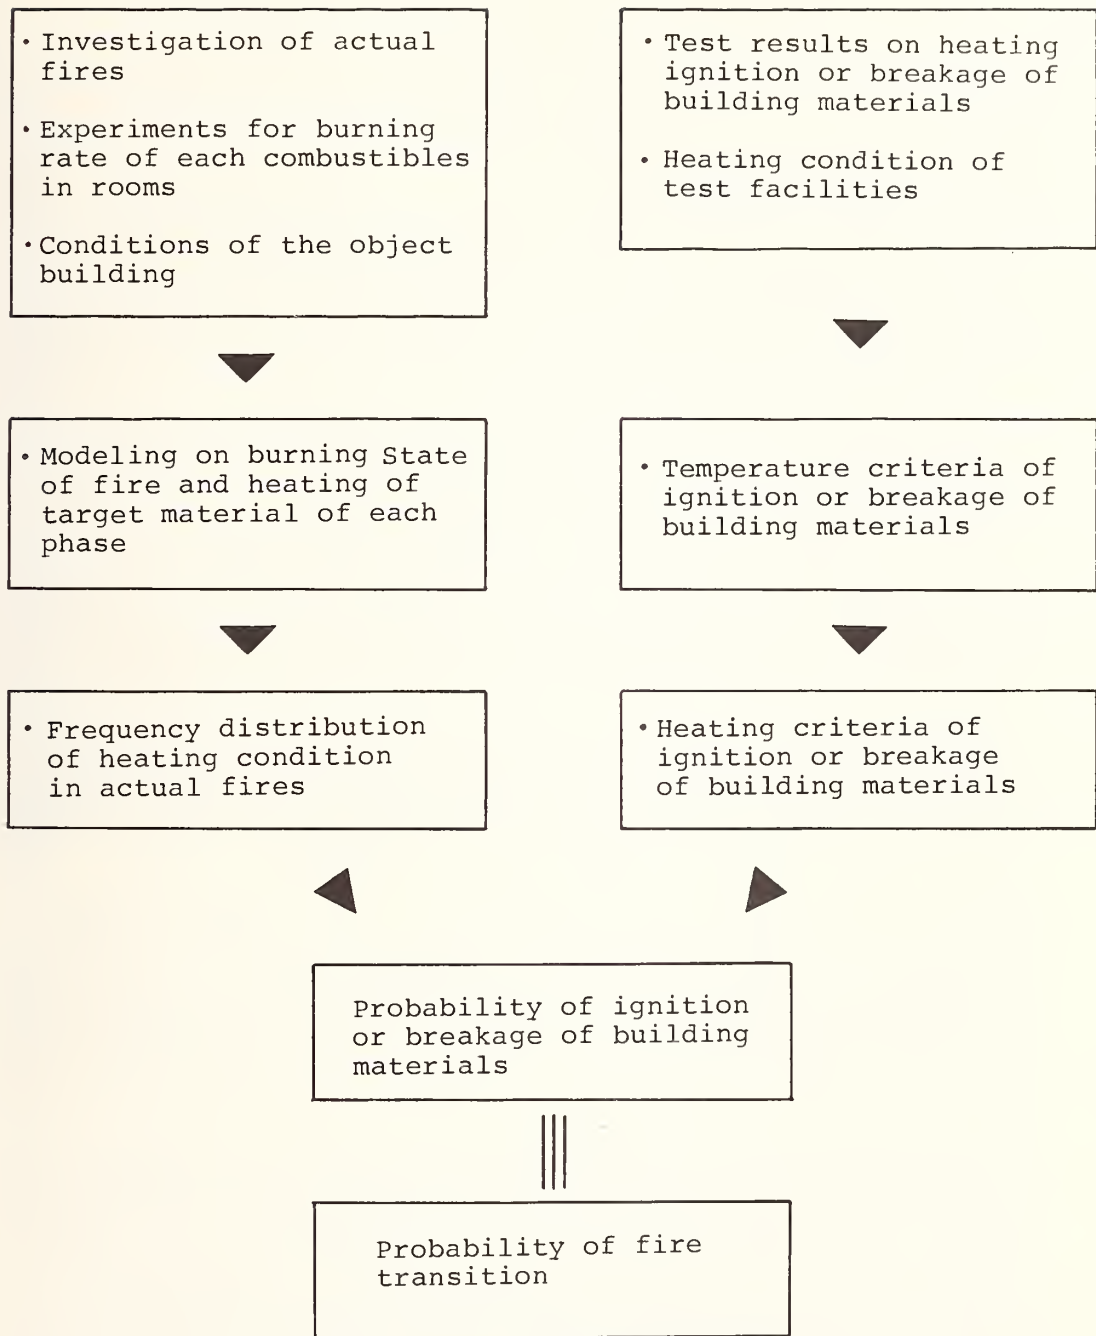 · Investigation of actual
fires
· Experiments for burning
rate of each combustibles
in rooms
· Conditions of the object
building
· Test results on heating
ignition or breakage of
building materials
· Heating condition of
test facilities
· Modeling on burning State
of fire and heating of
target material of each
phase
· Temperature criteria of
ignition or breakage of
building materials
· Frequency distribution
of heating condition
in actual fires
· Heating criteria of
ignition or breakage
of building materials
Probability of ignition
or breakage of building
materials
Probability of fire
transition